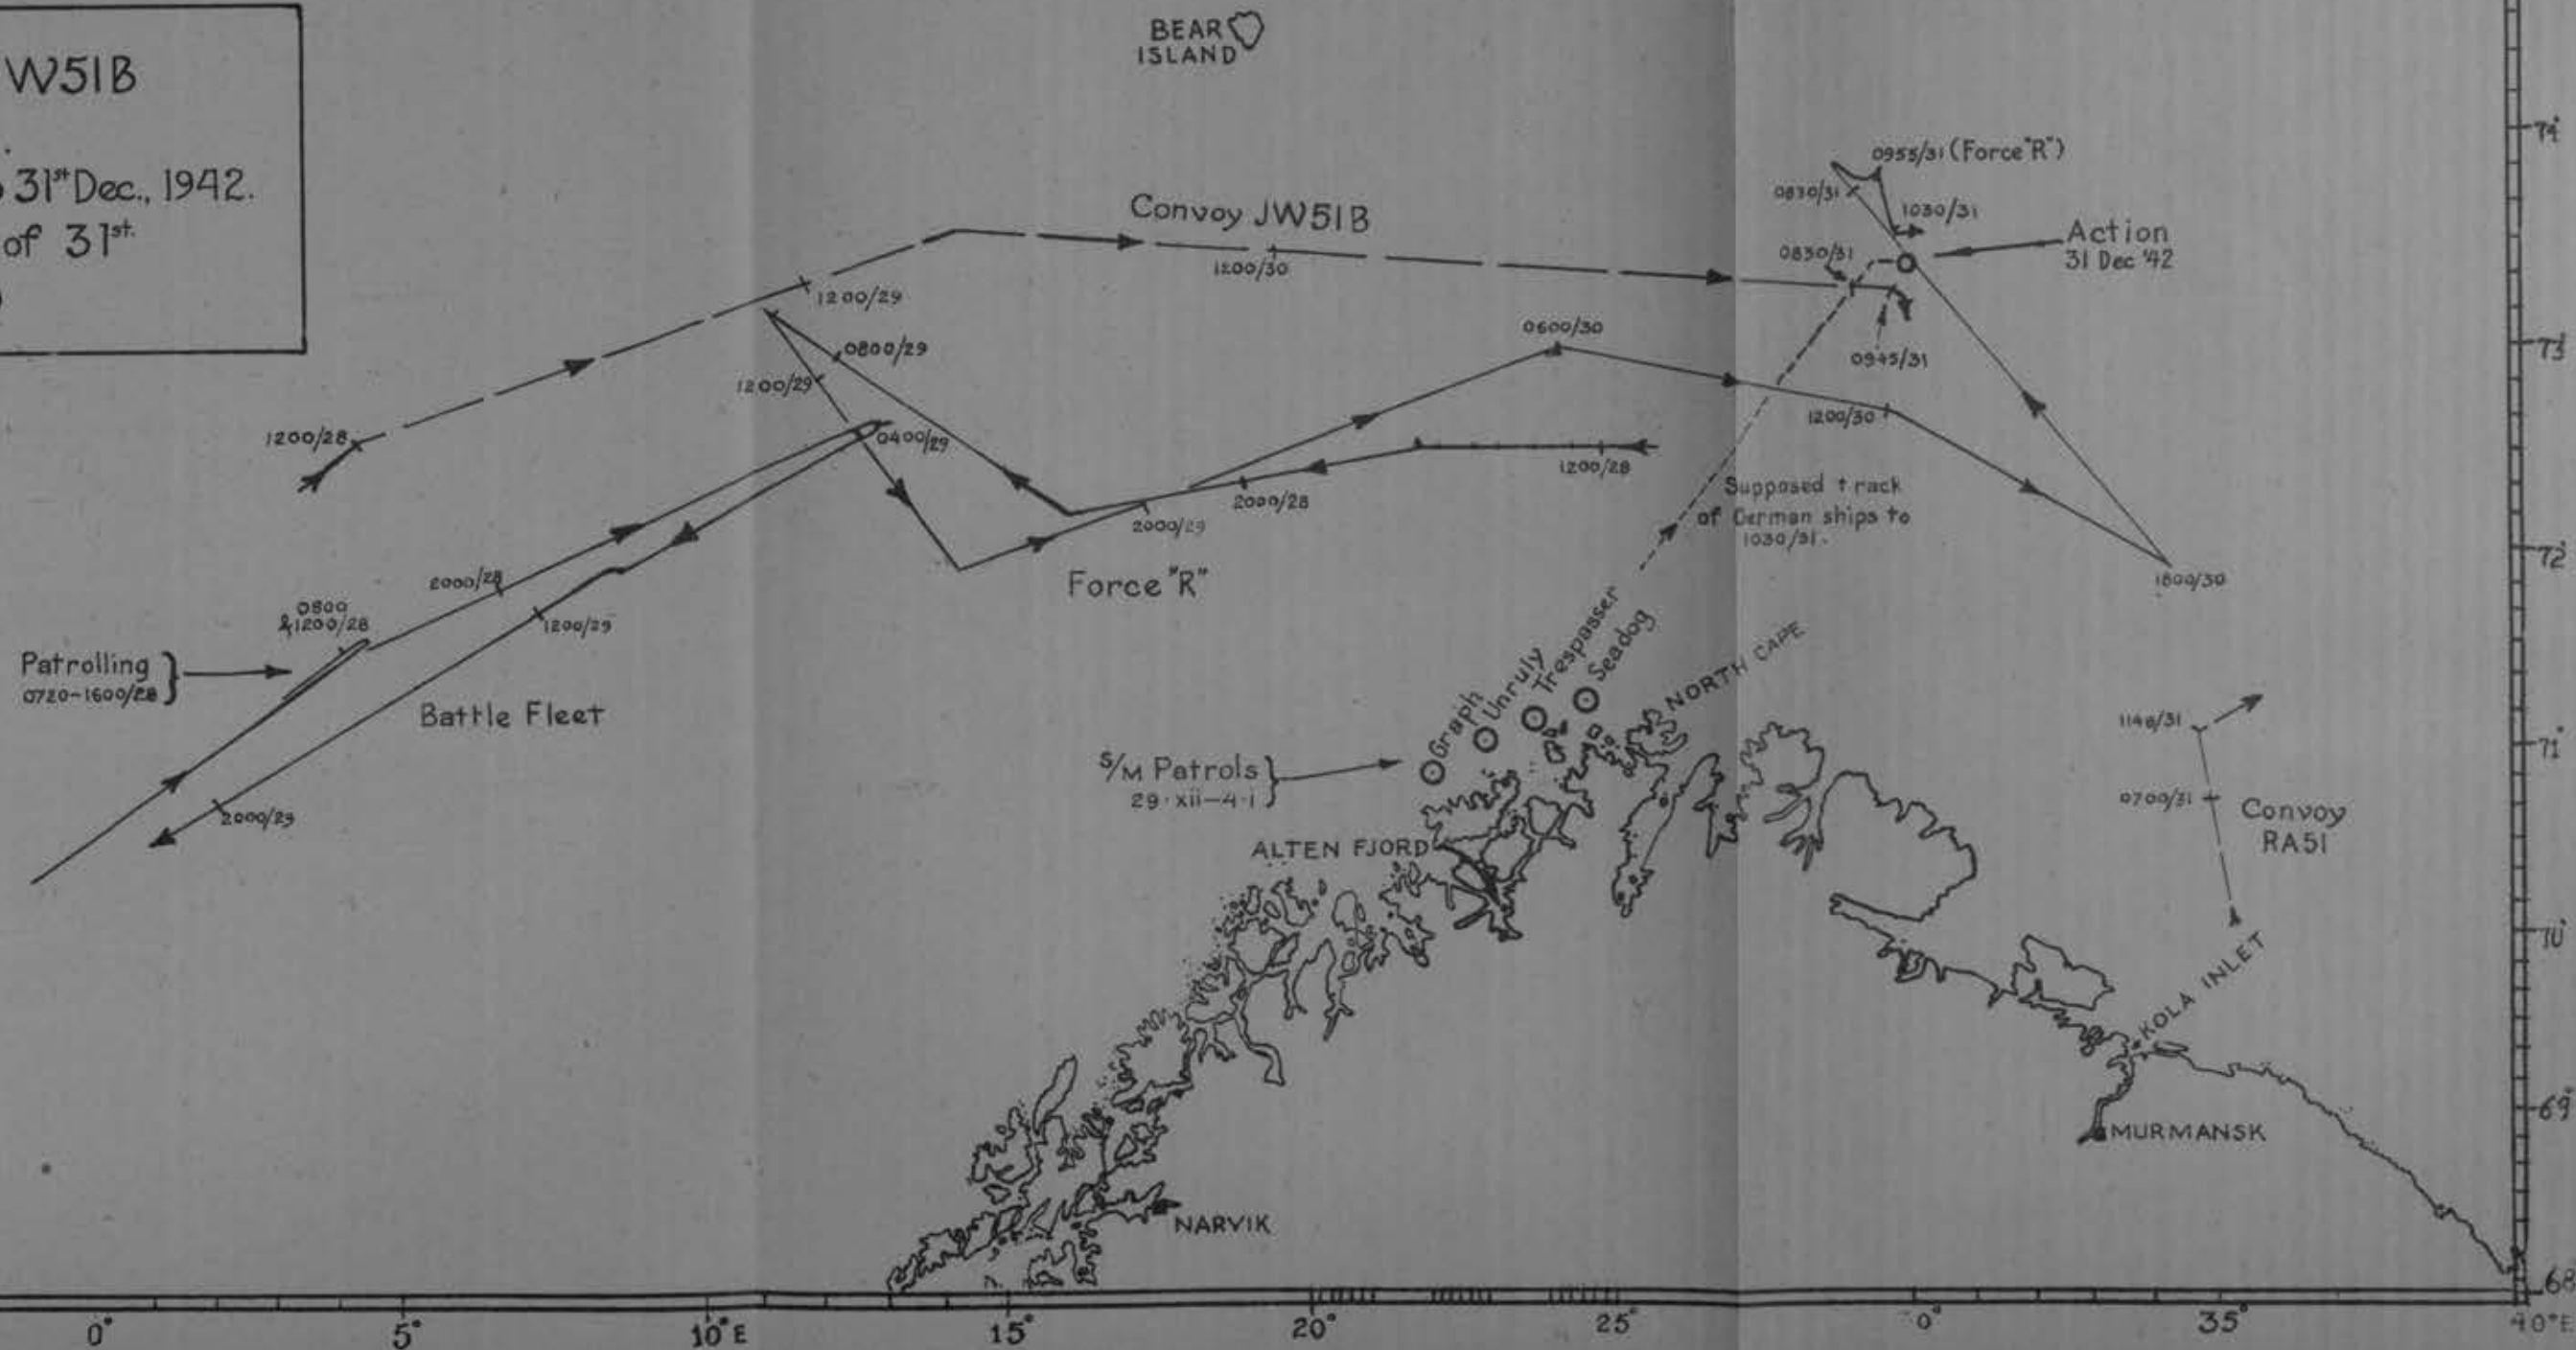 W51B
31st Dec., 1942.
of 31st.
BEAR
ISLAND
Convoy JW51B
1200/28
1200/29
1200/30
0830/31
0945/31
0955/31 (Force "R")
0830/31
1030/31
Action
31 Dec '42
0800/29
1200/29
0400/29
0600/30
1200/30
1200/28
2000/28
2000/29
1800/30
Force "R"
Supposed track
of German ships to
1030/31.
2000/28
0800
&1200/28
1200/29
Patrolling
0720-1600/28
Battle Fleet
2000/29
S/M Patrols
29·xii-4·i
Graph
Unruly
Trespasser
Seadog
NORTH CAPE
ALTEN FJORD
1146/31
0700/31
Convoy
RA51
KOLA INLET
MURMANSK
NARVIK
74°
73°
72°
71°
70°
69°
68
0°
5°
10°E
15°
20°
25°
0°
35°
40°E